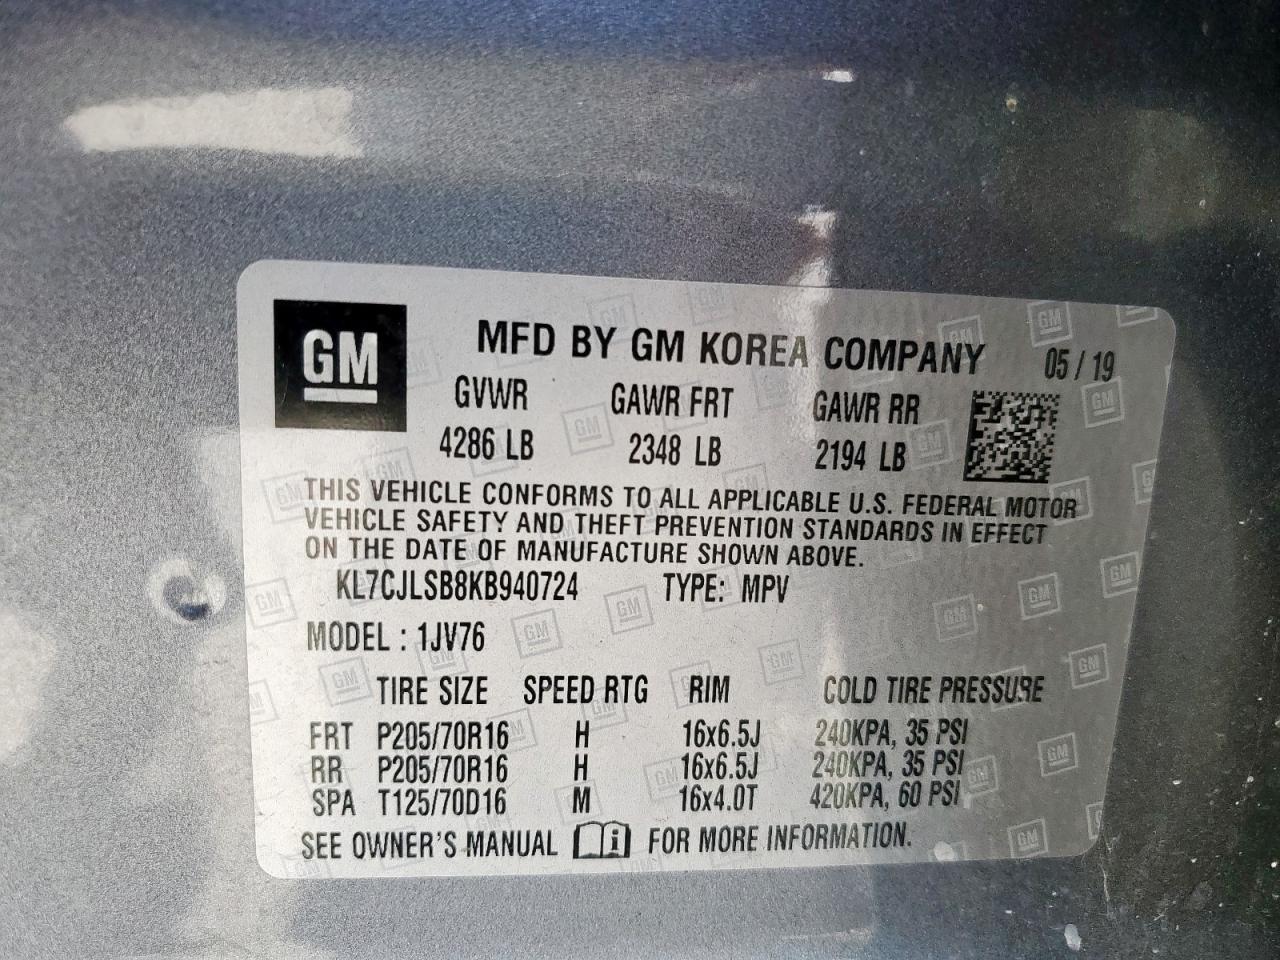 GM
MFD BY GM KOREA COMPANY 05 / 19
GVWR GAWR FRT GAWR RR
4286 LB 2348 LB 2194 LB
THIS VEHICLE CONFORMS TO ALL APPLICABLE U.S. FEDERAL MOTOR
VEHICLE SAFETY AND THEFT PREVENTION STANDARDS IN EFFECT
ON THE DATE OF MANUFACTURE SHOWN ABOVE.
KL7CJLSB8KB940724 TYPE: MPV
MODEL : 1JV76
TIRE SIZE SPEED RTG RIM COLD TIRE PRESSURE
FRT P205/70R16 H 16x6.5J 240KPA, 35 PSI
RR P205/70R16 H 16x6.5J 240KPA, 35 PSI
SPA T125/70D16 M 16x4.0T 420KPA, 60 PSI
SEE OWNER'S MANUAL i FOR MORE INFORMATION.